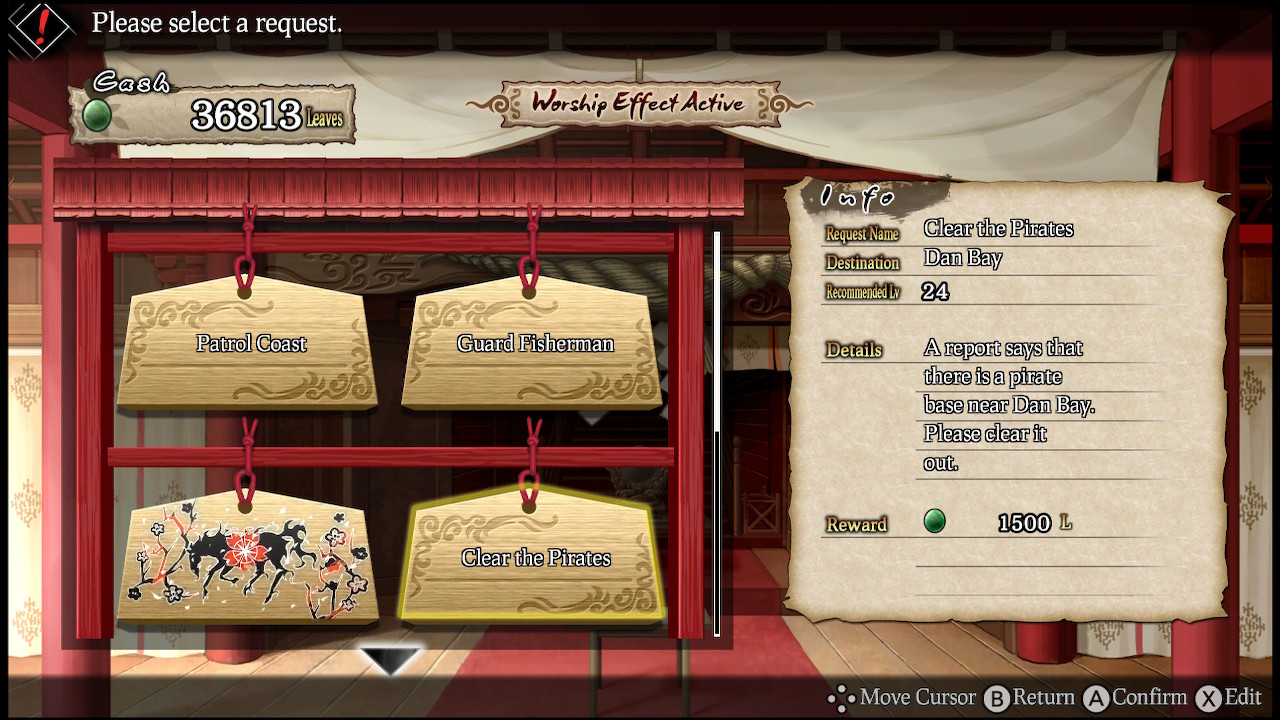 Please select a request.
Cash
36813 Leaves
Worship Effect Active
Patrol Coast
Guard Fisherman
Clear the Pirates
Info
Request Name Clear the Pirates
Destination Dan Bay
Recommended Lv 24
Details A report says that
there is a pirate
base near Dan Bay.
Please clear it
out.
Reward 1500 L
Move Cursor B Return A Confirm X Edit